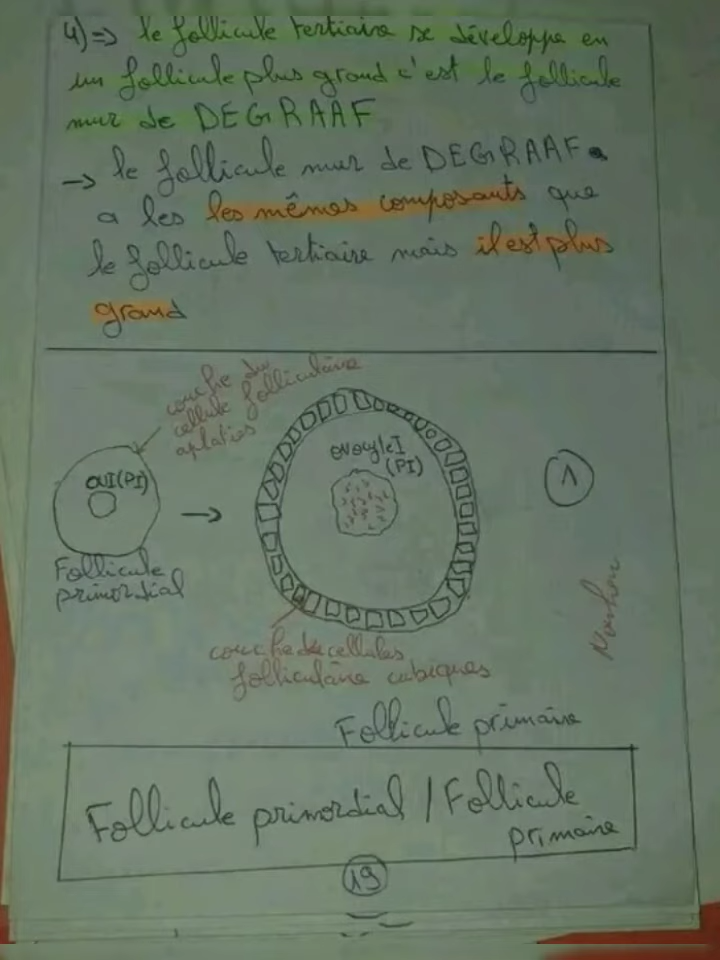 4) => le follicule tertiaire se développe en
un follicule plus grand c'est le follicule
mur de DEGRAAF
→ le follicule mur de DEGRAAF
a les les mêmes composants que
le follicule tertiaire mais il est plus
grand
couche de
cellule folliculaire
aplaties
OVI (PI)
Follicule
primordial
→
ovocyte I
(PI)
1
couche de cellules
folliculaire cubiques
Follicule primaire
Follicule primordial / Follicule
primaire
19